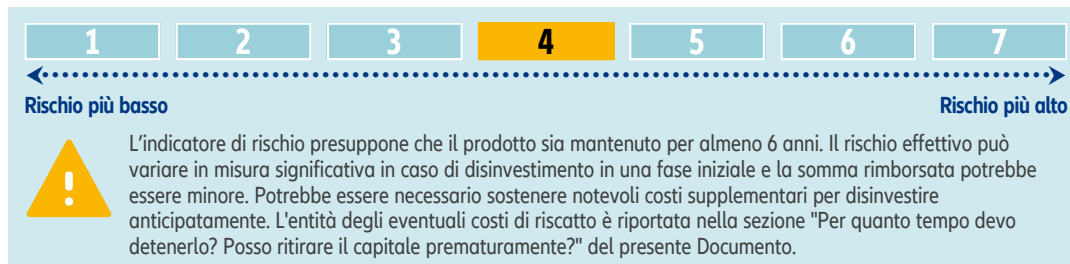 1 2 3 4 5 6 7
Rischio più basso Rischio più alto
L'indicatore di rischio presuppone che il prodotto sia mantenuto per almeno 6 anni. Il rischio effettivo può
variare in misura significativa in caso di disinvestimento in una fase iniziale e la somma rimborsata potrebbe
essere minore. Potrebbe essere necessario sostenere notevoli costi supplementari per disinvestire
anticipatamente. L'entità degli eventuali costi di riscatto è riportata nella sezione "Per quanto tempo devo
detenerlo? Posso ritirare il capitale prematuramente?" del presente Documento.